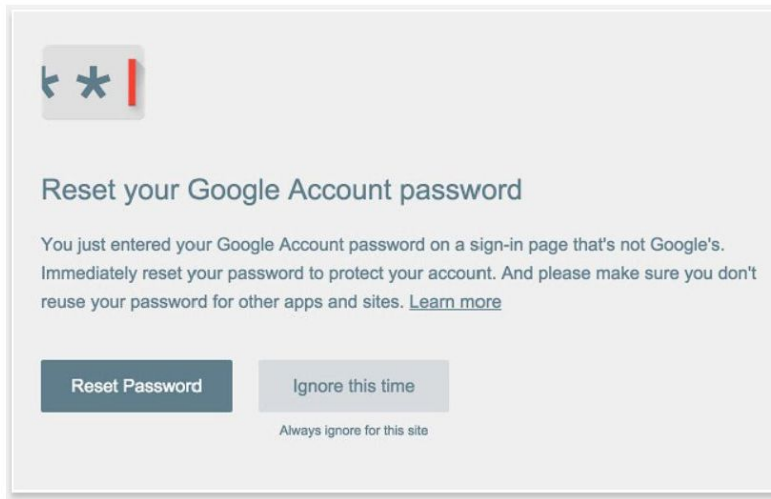 Reset your Google Account password
You just entered your Google Account password on a sign-in page that's not Google's.
Immediately reset your password to protect your account. And please make sure you don't
reuse your password for other apps and sites. Learn more
Reset Password
Ignore this time
Always ignore for this site